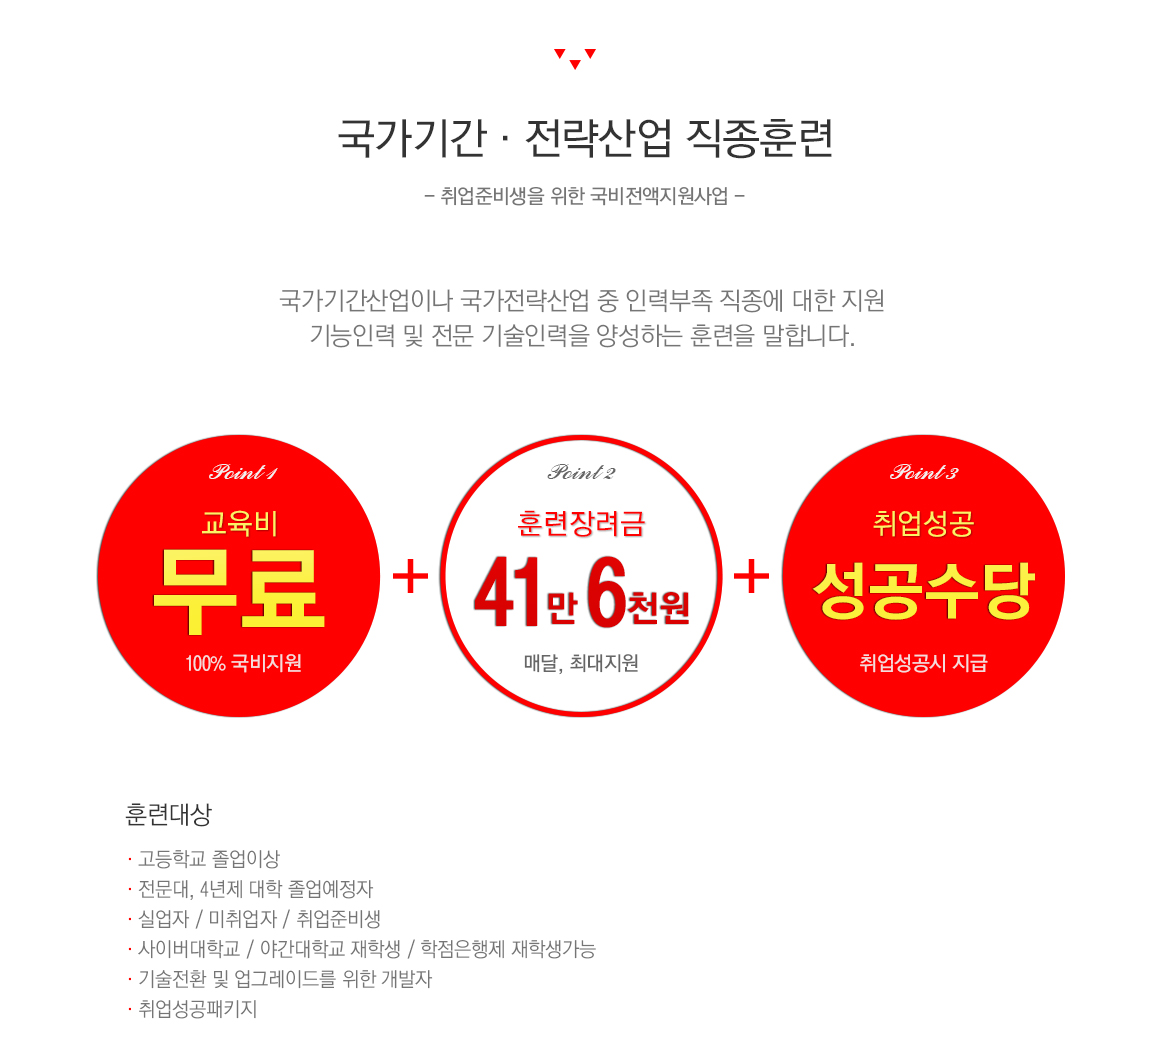 국가기간 · 전략산업 직종훈련
- 취업준비생을 위한 국비전액지원사업 -
국가기간산업이나 국가전략산업 중 인력부족 직종에 대한 지원
기능인력 및 전문 기술인력을 양성하는 훈련을 말합니다.
Point 1
교육비
무료
100% 국비지원
+
Point 2
훈련장려금
41만 6천원
매달, 최대지원
+
Point 3
취업성공
성공수당
취업성공시 지급
훈련대상
· 고등학교 졸업이상
· 전문대, 4년제 대학 졸업예정자
· 실업자 / 미취업자 / 취업준비생
· 사이버대학교 / 야간대학교 재학생 / 학점은행제 재학생가능
· 기술전환 및 업그레이드를 위한 개발자
· 취업성공패키지